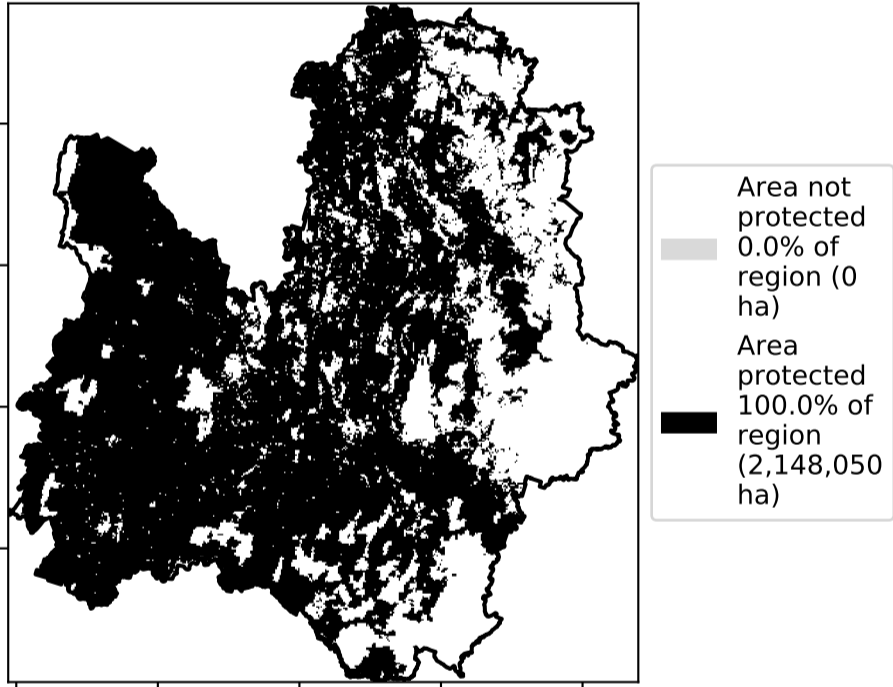 Area not
protected
0.0% of
region (0
ha)
Area
protected
100.0% of
region
(2,148,050
ha)